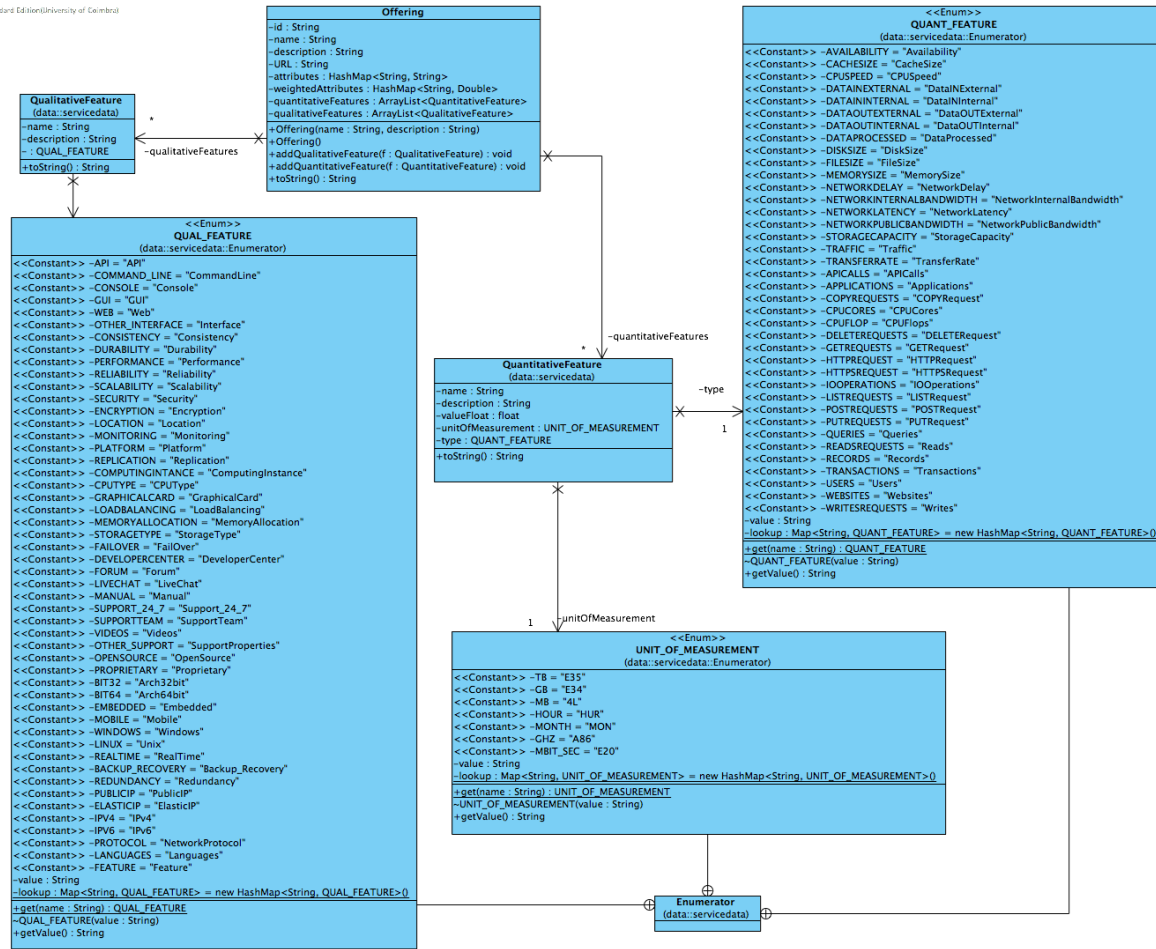 dard Edition(University of Coimbra)
Offering
-id : String
-name : String
-description : String
-URL : String
-attributes : HashMap<String, String>
-weightedAttributes : HashMap<String, Double>
-quantitativeFeatures : ArrayList<QuantitativeFeature>
-qualitativeFeatures : ArrayList<QualitativeFeature>
+Offering(name : String, description : String)
+Offering()
+addQualitativeFeature(f : QualitativeFeature) : void
+addQuantitativeFeature(f : QuantitativeFeature) : void
+toString() : String
QualitativeFeature
(data::servicedata)
-name : String
-description : String
- : QUAL_FEATURE
+toString() : String
*
-qualitativeFeatures
<<Enum>>
QUAL_FEATURE
(data::servicedata::Enumerator)
<<Constant>> -API = "API"
<<Constant>> -COMMAND_LINE = "CommandLine"
<<Constant>> -CONSOLE = "Console"
<<Constant>> -GUI = "GUI"
<<Constant>> -WEB = "Web"
<<Constant>> -OTHER_INTERFACE = "Interface"
<<Constant>> -CONSISTENCY = "Consistency"
<<Constant>> -DURABILITY = "Durability"
<<Constant>> -PERFORMANCE = "Performance"
<<Constant>> -RELIABILITY = "Reliability"
<<Constant>> -SCALABILITY = "Scalability"
<<Constant>> -SECURITY = "Security"
<<Constant>> -ENCRYPTION = "Encryption"
<<Constant>> -LOCATION = "Location"
<<Constant>> -MONITORING = "Monitoring"
<<Constant>> -PLATFORM = "Platform"
<<Constant>> -REPLICATION = "Replication"
<<Constant>> -COMPUTINGINTANCE = "ComputingInstance"
<<Constant>> -CPUTYPE = "CPUType"
<<Constant>> -GRAPHICALCARD = "GraphicalCard"
<<Constant>> -LOADBALANCING = "LoadBalancing"
<<Constant>> -MEMORYALLOCATION = "MemoryAllocation"
<<Constant>> -STORAGETYPE = "StorageType"
<<Constant>> -FAILOVER = "FailOver"
<<Constant>> -DEVELOPERCENTER = "DeveloperCenter"
<<Constant>> -FORUM = "Forum"
<<Constant>> -LIVECHAT = "LiveChat"
<<Constant>> -MANUAL = "Manual"
<<Constant>> -SUPPORT_24_7 = "Support_24_7"
<<Constant>> -SUPPORTTEAM = "SupportTeam"
<<Constant>> -VIDEOS = "Videos"
<<Constant>> -OTHER_SUPPORT = "SupportProperties"
<<Constant>> -OPENSOURCE = "OpenSource"
<<Constant>> -PROPRIETARY = "Proprietary"
<<Constant>> -BIT32 = "Arch32bit"
<<Constant>> -BIT64 = "Arch64bit"
<<Constant>> -EMBEDDED = "Embedded"
<<Constant>> -MOBILE = "Mobile"
<<Constant>> -WINDOWS = "Windows"
<<Constant>> -LINUX = "Unix"
<<Constant>> -REALTIME = "RealTime"
<<Constant>> -BACKUP_RECOVERY = "Backup_Recovery"
<<Constant>> -REDUNDANCY = "Redundancy"
<<Constant>> -PUBLICIP = "PublicIP"
<<Constant>> -ELASTICIP = "ElasticIP"
<<Constant>> -IPV4 = "IPv4"
<<Constant>> -IPV6 = "IPv6"
<<Constant>> -PROTOCOL = "NetworkProtocol"
<<Constant>> -LANGUAGES = "Languages"
<<Constant>> -FEATURE = "Feature"
-value : String
-lookup : Map<String, QUAL_FEATURE> = new HashMap<String, QUAL_FEATURE>()
+get(name : String) : QUAL_FEATURE
~QUAL_FEATURE(value : String)
+getValue() : String
-quantitativeFeatures
*
QuantitativeFeature
(data::servicedata)
-name : String
-description : String
-valueFloat : float
-unitOfMeasurement : UNIT_OF_MEASUREMENT
-type : QUANT_FEATURE
+toString() : String
-type
1
<<Enum>>
QUANT_FEATURE
(data::servicedata::Enumerator)
<<Constant>> -AVAILABILITY = "Availability"
<<Constant>> -CACHESIZE = "CacheSize"
<<Constant>> -CPUSPEED = "CPUSpeed"
<<Constant>> -DATAINEXTERNAL = "DataINExternal"
<<Constant>> -DATAININTERNAL = "DataINInternal"
<<Constant>> -DATAOUTEXTERNAL = "DataOUTExternal"
<<Constant>> -DATAOUTINTERNAL = "DataOUTInternal"
<<Constant>> -DATAPROCESSED = "DataProcessed"
<<Constant>> -DISKSIZE = "DiskSize"
<<Constant>> -FILESIZE = "FileSize"
<<Constant>> -MEMORYSIZE = "MemorySize"
<<Constant>> -NETWORKDELAY = "NetworkDelay"
<<Constant>> -NETWORKINTERNALBANDWIDTH = "NetworkInternalBandwidth"
<<Constant>> -NETWORKLATENCY = "NetworkLatency"
<<Constant>> -NETWORKPUBLICBANDWIDTH = "NetworkPublicBandwidth"
<<Constant>> -STORAGECAPACITY = "StorageCapacity"
<<Constant>> -TRAFFIC = "Traffic"
<<Constant>> -TRANSFERRATE = "TransferRate"
<<Constant>> -APICALLS = "APICalls"
<<Constant>> -APPLICATIONS = "Applications"
<<Constant>> -COPYREQUESTS = "COPYRequest"
<<Constant>> -CPUCORES = "CPUCores"
<<Constant>> -CPUFLOP = "CPUFlops"
<<Constant>> -DELETEREQUESTS = "DELETERequest"
<<Constant>> -GETREQUESTS = "GETRequest"
<<Constant>> -HTTPREQUEST = "HTTPRequest"
<<Constant>> -HTTPSREQUEST = "HTTPSRequest"
<<Constant>> -IOOPERATIONS = "IOOperations"
<<Constant>> -LISTREQUESTS = "LISTRequest"
<<Constant>> -POSTREQUESTS = "POSTRequest"
<<Constant>> -PUTREQUESTS = "PUTRequest"
<<Constant>> -QUERIES = "Queries"
<<Constant>> -READSREQUESTS = "Reads"
<<Constant>> -RECORDS = "Records"
<<Constant>> -TRANSACTIONS = "Transactions"
<<Constant>> -USERS = "Users"
<<Constant>> -WEBSITES = "Websites"
<<Constant>> -WRITESREQUESTS = "Writes"
-value : String
-lookup : Map<String, QUANT_FEATURE> = new HashMap<String, QUANT_FEATURE>()
+get(name : String) : QUANT_FEATURE
~QUANT_FEATURE(value : String)
+getValue() : String
1
-unitOfMeasurement
<<Enum>>
UNIT_OF_MEASUREMENT
(data::servicedata::Enumerator)
<<Constant>> -TB = "E35"
<<Constant>> -GB = "E34"
<<Constant>> -MB = "4L"
<<Constant>> -HOUR = "HUR"
<<Constant>> -MONTH = "MON"
<<Constant>> -GHZ = "A86"
<<Constant>> -MBIT_SEC = "E20"
-value : String
-lookup : Map<String, UNIT_OF_MEASUREMENT> = new HashMap<String, UNIT_OF_MEASUREMENT>()
+get(name : String) : UNIT_OF_MEASUREMENT
~UNIT_OF_MEASUREMENT(value : String)
+getValue() : String
Enumerator
(data::servicedata)